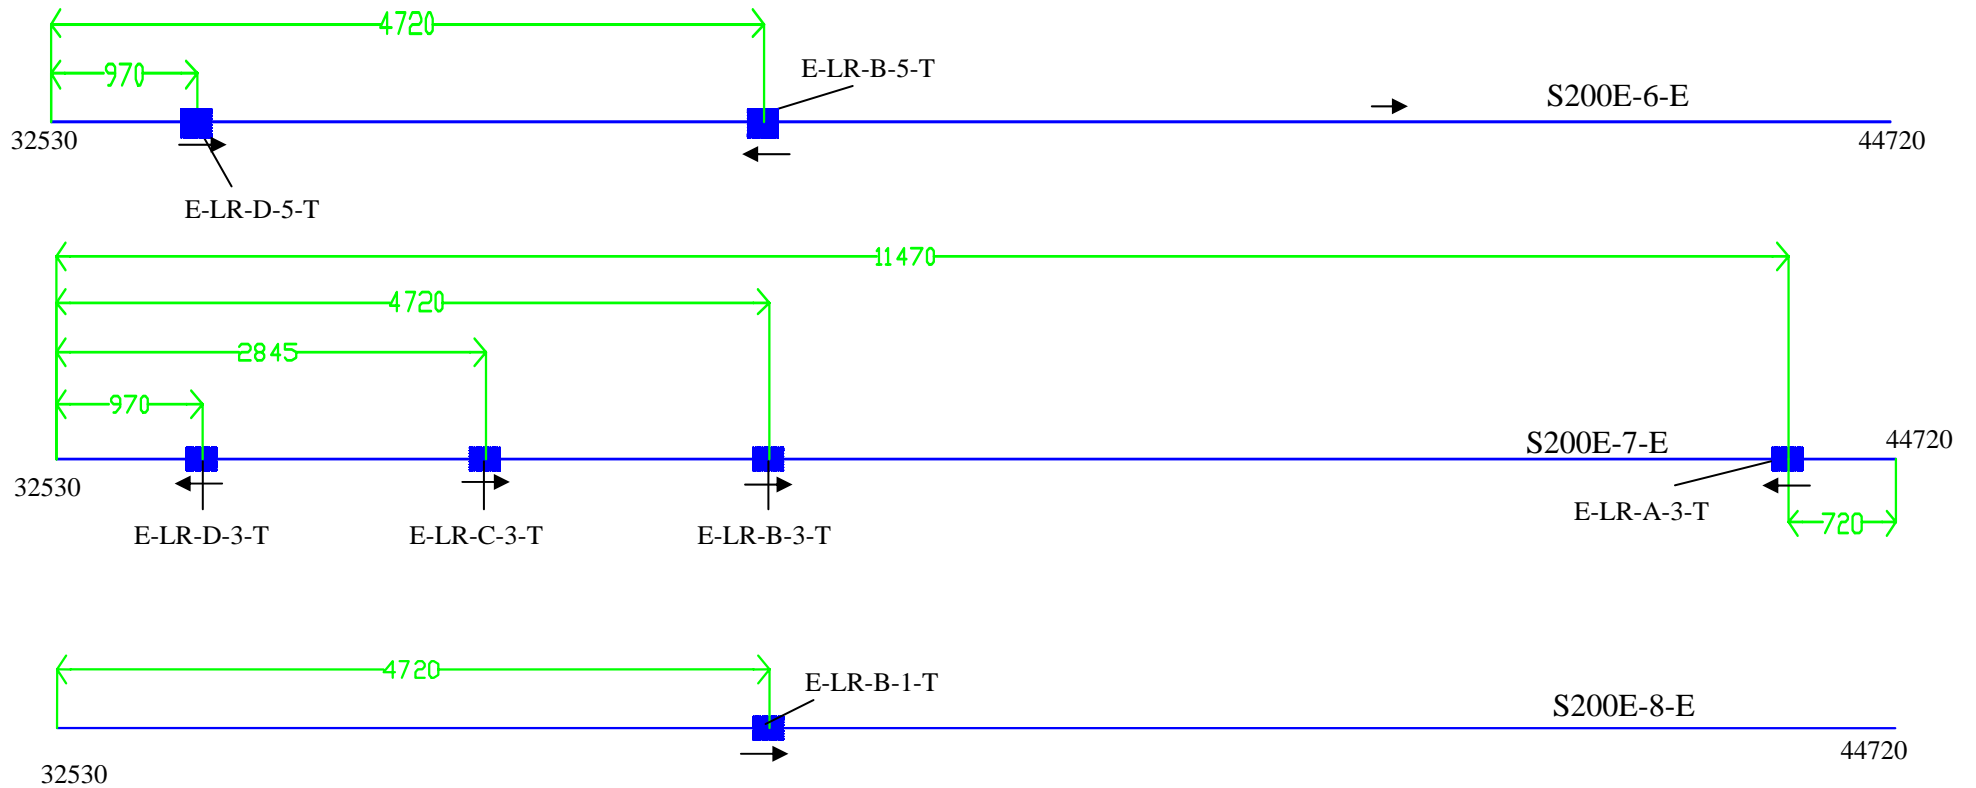 4720
970
E-LR-B-5-T
S200E-6-E
32530
44720
E-LR-D-5-T
11470
4720
2845
970
S200E-7-E
44720
32530
E-LR-A-3-T
720
E-LR-D-3-T
E-LR-C-3-T
E-LR-B-3-T
4720
E-LR-B-1-T
S200E-8-E
44720
32530